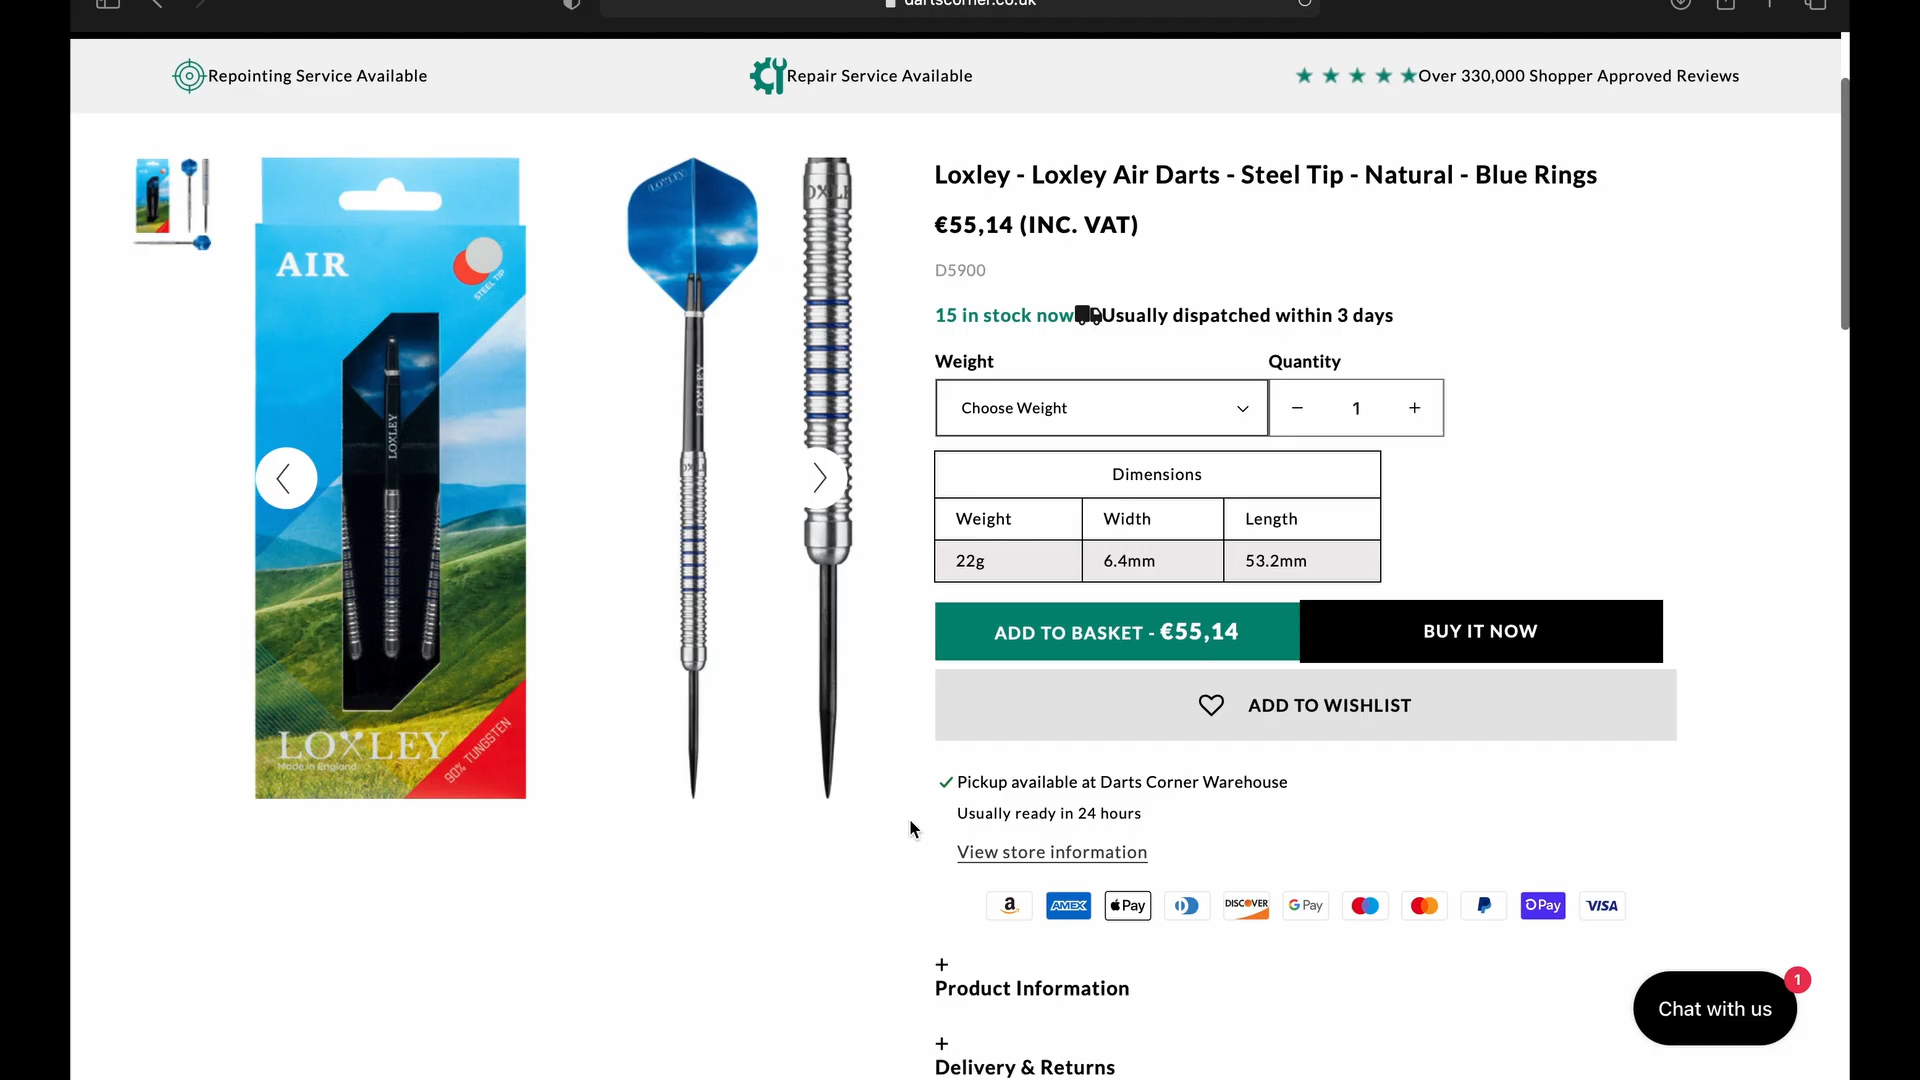 dartscorner.co.uk
Repointing Service Available
Repair Service Available
Over 330,000 Shopper Approved Reviews
Loxley - Loxley Air Darts - Steel Tip - Natural - Blue Rings
€55,14 (INC. VAT)
D5900
15 in stock now
Usually dispatched within 3 days
Weight
Quantity
Choose Weight
1
Dimensions
Weight
Width
Length
22g
6.4mm
53.2mm
ADD TO BASKET - €55,14
BUY IT NOW
ADD TO WISHLIST
Pickup available at Darts Corner Warehouse
Usually ready in 24 hours
View store information
a
AMEX
Pay
DISCOVER
G Pay
Pay
VISA
+
Product Information
+
Delivery & Returns
Chat with us
1
AIR
STEEL TIP
LOXLEY
LOXLEY
Made in England
90% TUNGSTEN
LOXLEY
LOXLEY